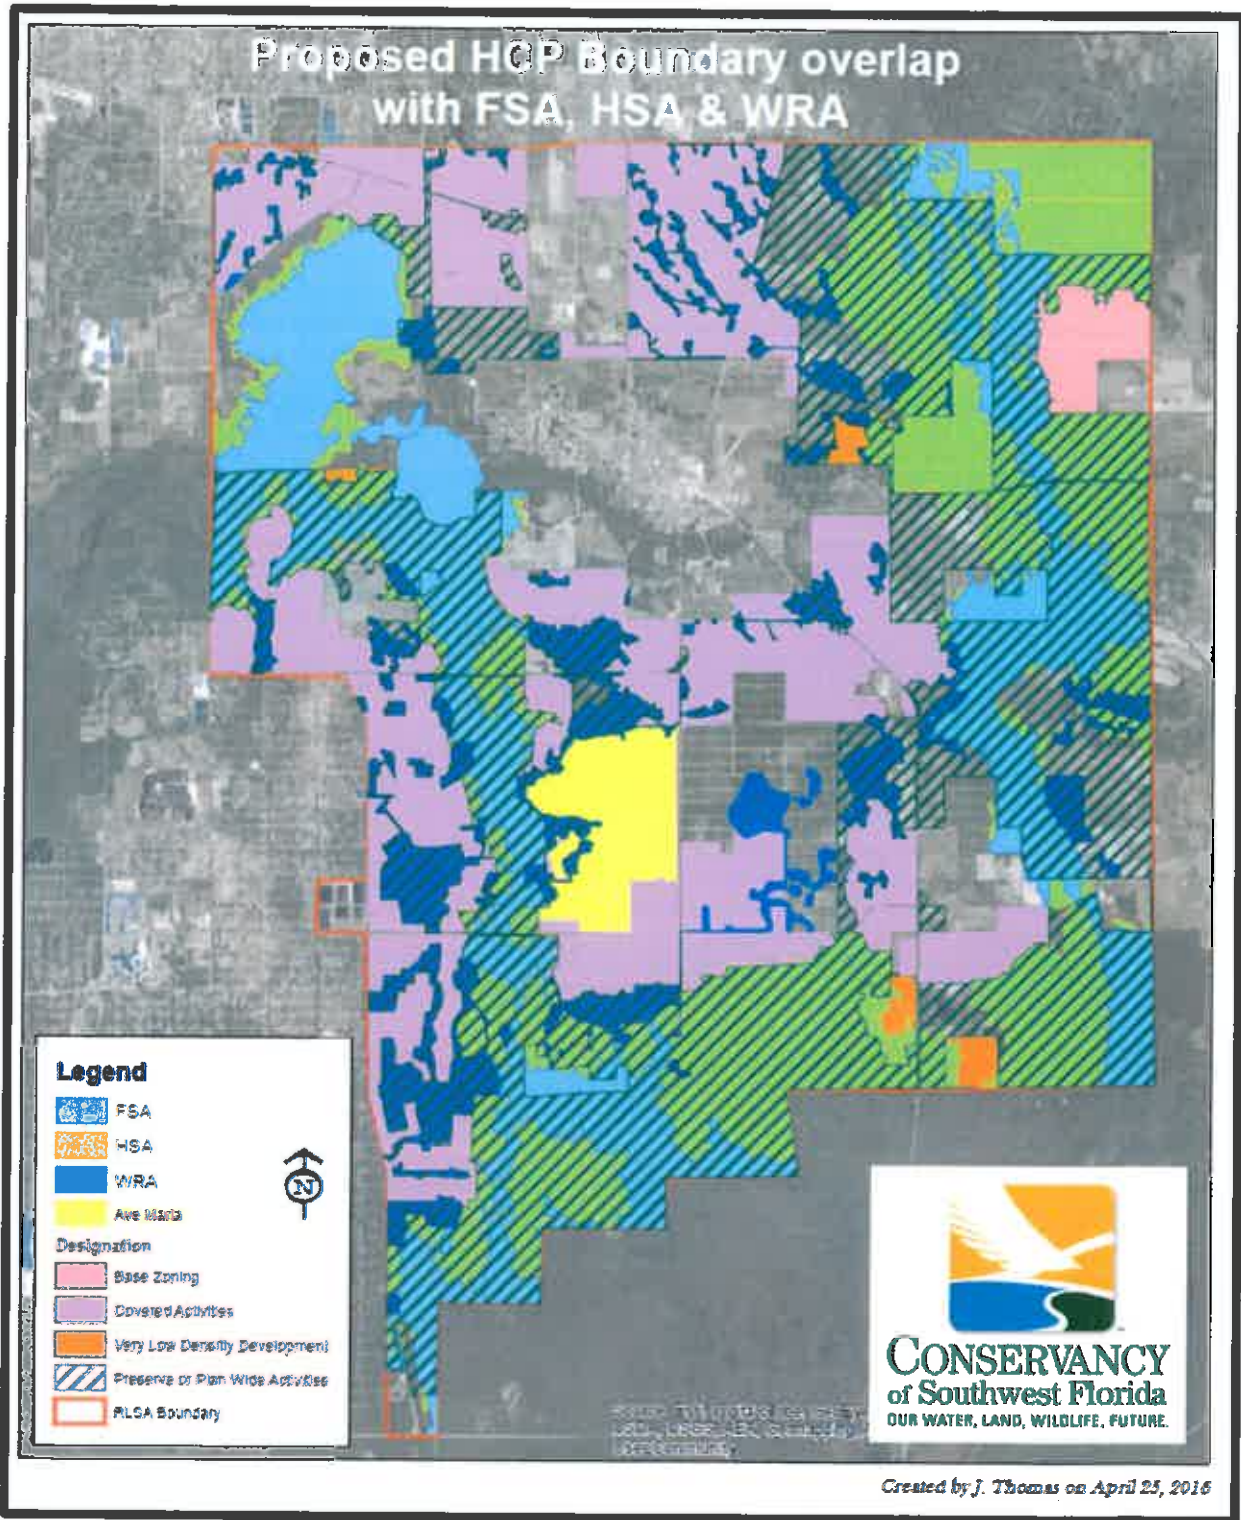 Proposed HCP Boundary overlap
with FSA, HSA & WRA
Legend
FSA
HSA
WRA
Ave Maria
Designation
Base Zoning
Covered Activities
Very Low Density Development
Preserve or Plan Wide Activities
RLSA Boundary
N
CONSERVANCY
of Southwest Florida
OUR WATER, LAND, WILDLIFE, FUTURE.
Created by J. Thomas on April 25, 2016